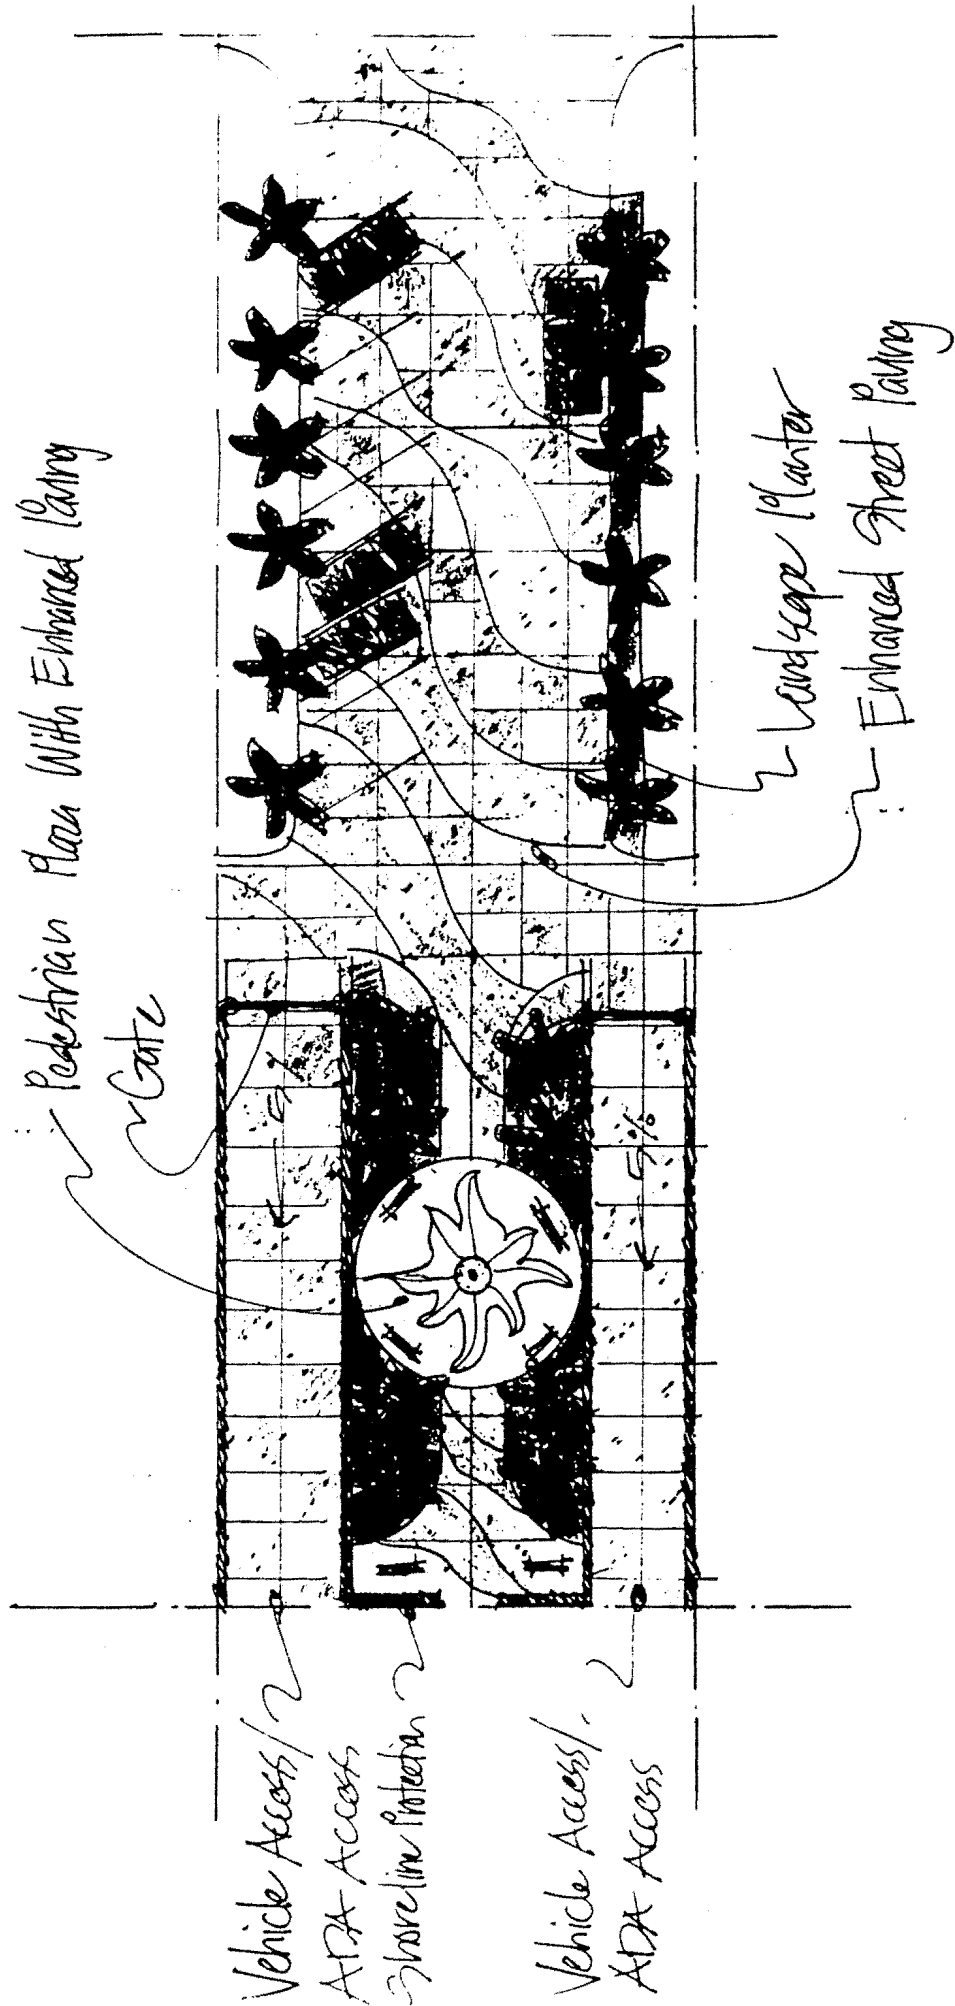 Pedestrian Plaza With Enhanced Paving
Gate
5%
5%
Landscape Planter
Enhanced Street Paving
Vehicle Access/
ADA Access
Shoreline Protection
Vehicle Access/
ADA Access